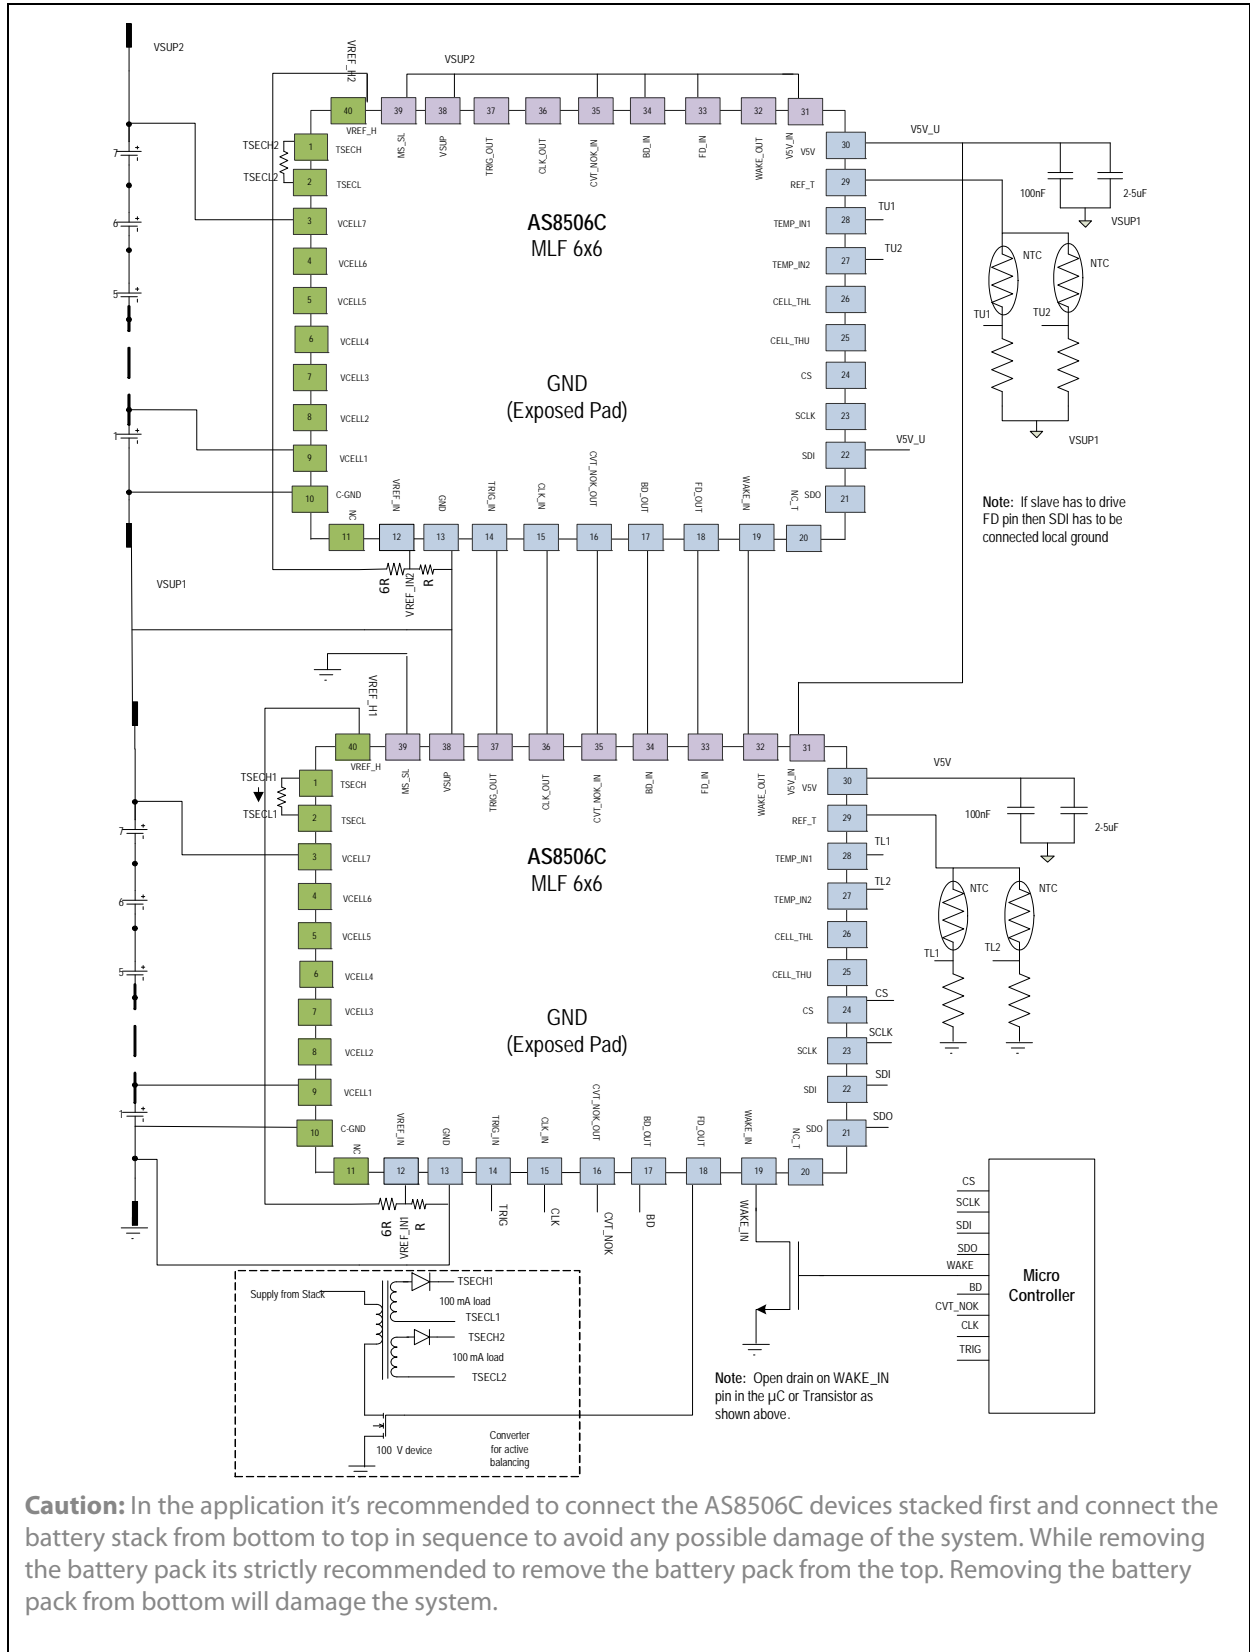 VSUP2
VREF_H2
VSUP2
40 39 38 37 36 35 34 33 32 31
VREF_H
MS_SL
VSUP
TRIG_OUT
CLK_OUT
CVT_NOK_IN
BD_IN
FD_IN
WAKE_OUT
V5V_IN
TSECH2
1 TSECH
TSECL2
2 TSECL
3 VCELL7
4 VCELL6
5 VCELL5
6 VCELL4
7 VCELL3
8 VCELL2
9 VCELL1
10 C-GND
7
6
5
1
AS8506C
MLF 6x6
GND
(Exposed Pad)
V5V 30 V5V_U
REF_T 29
TEMP_IN1 28 TU1
TEMP_IN2 27 TU2
CELL_THL 26
CELL_THU 25
CS 24
SCLK 23
SDI 22 V5V_U
SDO 21
100nF
2-5uF
VSUP1
NTC
NTC
TU1
TU2
VSUP1
Note: If slave has to drive
FD pin then SDI has to be
connected local ground
NC
VREF_IN
GND
TRIG_IN
CLK_IN
CVT_NOK_OUT
BD_OUT
FD_OUT
WAKE_IN
NC_T
11 12 13 14 15 16 17 18 19 20
6R
VREF_IN2
R
VSUP1
VREF_H1
40 39 38 37 36 35 34 33 32 31
VREF_H
MS_SL
VSUP
TRIG_OUT
CLK_OUT
CVT_NOK_IN
BD_IN
FD_IN
WAKE_OUT
V5V_IN
TSECH1
1 TSECH
TSECL1
2 TSECL
3 VCELL7
4 VCELL6
5 VCELL5
6 VCELL4
7 VCELL3
8 VCELL2
9 VCELL1
10 C-GND
7
6
5
1
AS8506C
MLF 6x6
GND
(Exposed Pad)
V5V 30 V5V
REF_T 29
TEMP_IN1 28 TL1
TEMP_IN2 27 TL2
CELL_THL 26
CELL_THU 25
CS 24 CS
SCLK 23 SCLK
SDI 22 SDI
SDO 21 SDO
100nF
2-5uF
NTC
NTC
TL1
TL2
NC
VREF_IN
GND
TRIG_IN
CLK_IN
CVT_NOK_OUT
BD_OUT
FD_OUT
WAKE_IN
NC_T
11 12 13 14 15 16 17 18 19 20
6R
VREF_IN1
R
TRIG
CLK
CVT_NOK
BD
WAKE_IN
CS
SCLK
SDI
SDO
WAKE
BD
CVT_NOK
CLK
TRIG
Micro
Controller
Supply from Stack
TSECH1
100 mA load
TSECL1
TSECH2
100 mA load
TSECL2
100 V device
Converter
for active
balancing
Note: Open drain on WAKE_IN
pin in the µC or Transistor as
shown above.
Caution: In the application it's recommended to connect the AS8506C devices stacked first and connect the
battery stack from bottom to top in sequence to avoid any possible damage of the system. While removing
the battery pack its strictly recommended to remove the battery pack from the top. Removing the battery
pack from bottom will damage the system.